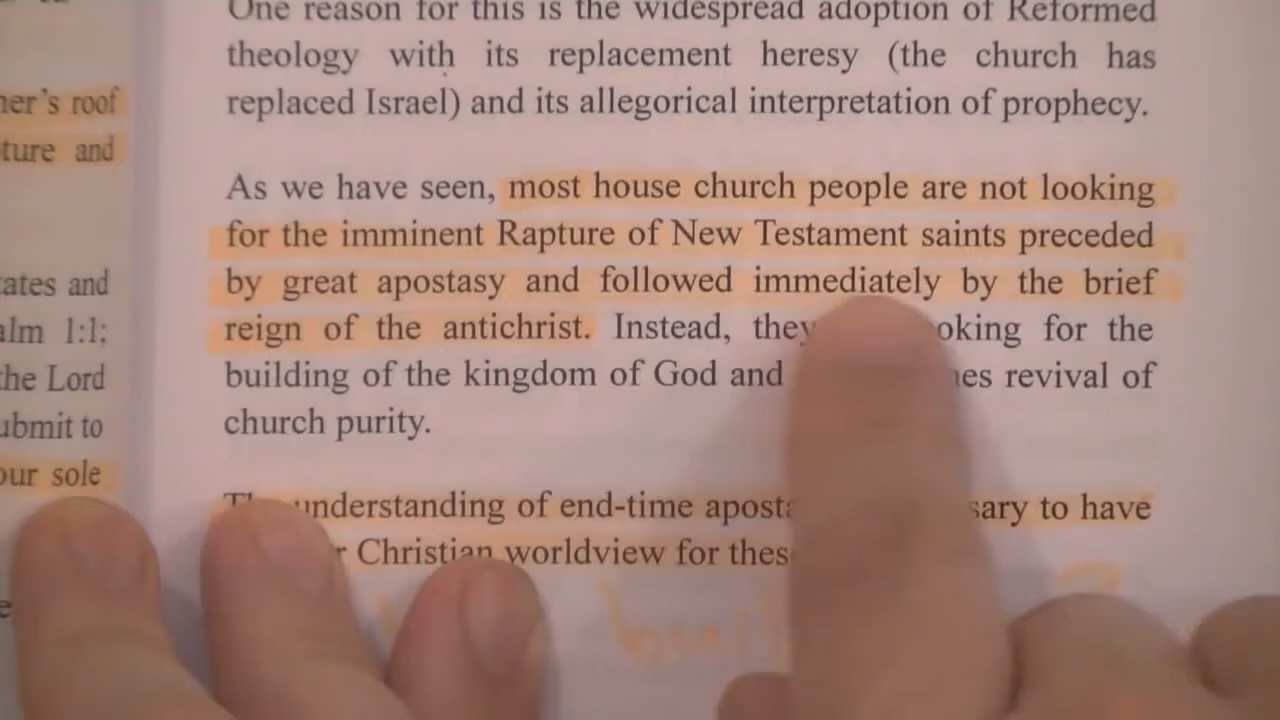 ner's roof
ture and
ates and
alm 1:1;
the Lord
ubmit to
our sole
One reason for this is the widespread adoption of Reformed
theology with its replacement heresy (the church has
replaced Israel) and its allegorical interpretation of prophecy.
As we have seen, most house church people are not looking
for the imminent Rapture of New Testament saints preceded
by great apostasy and followed immediately by the brief
reign of the antichrist. Instead, they oking for the
building of the kingdom of God and nes revival of
church purity.
understanding of end-time aposta sary to have
r Christian worldview for thes